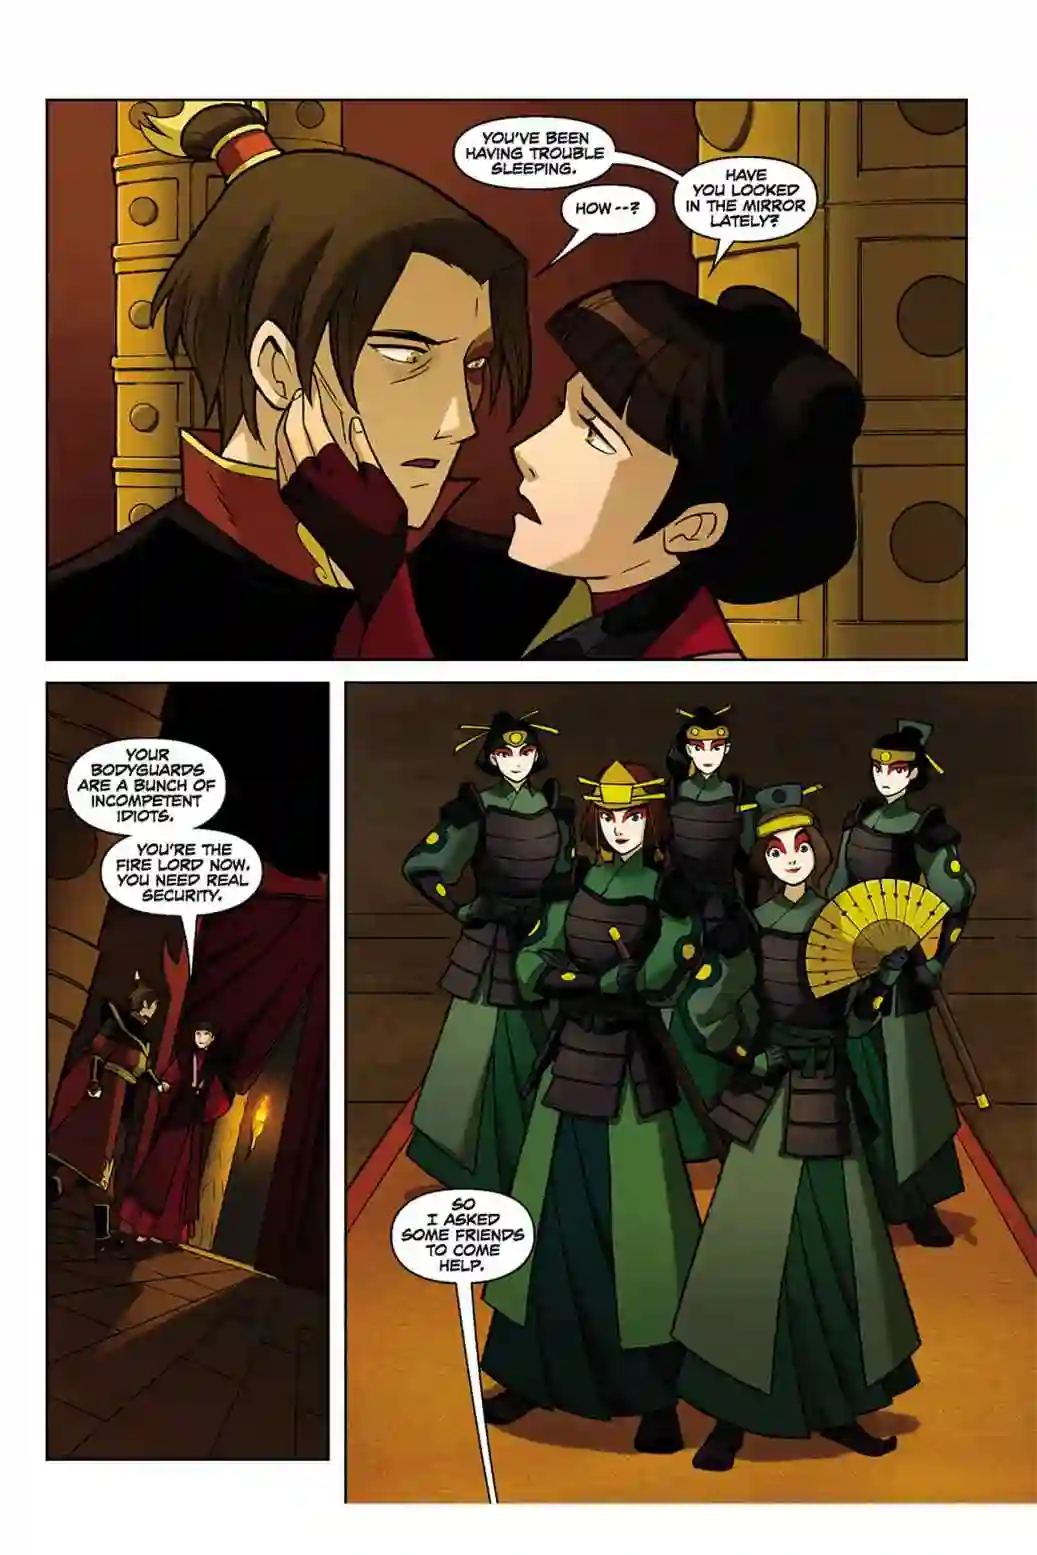 YOU'VE BEEN
HAVING TROUBLE
SLEEPING.
HOW --?
HAVE
YOU LOOKED
IN THE MIRROR
LATELY?
YOUR
BODYGUARDS
ARE A BUNCH OF
INCOMPETENT
IDIOTS.
YOU'RE THE
FIRE LORD NOW.
YOU NEED REAL
SECURITY.
SO
I ASKED
SOME FRIENDS
TO COME
HELP.